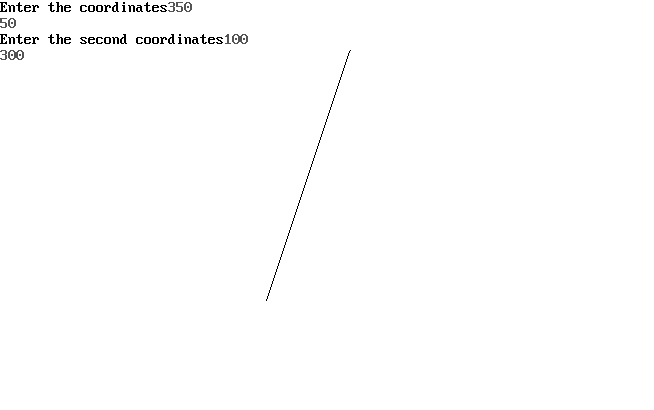 Enter the coordinates350
50
Enter the second coordinates100
300